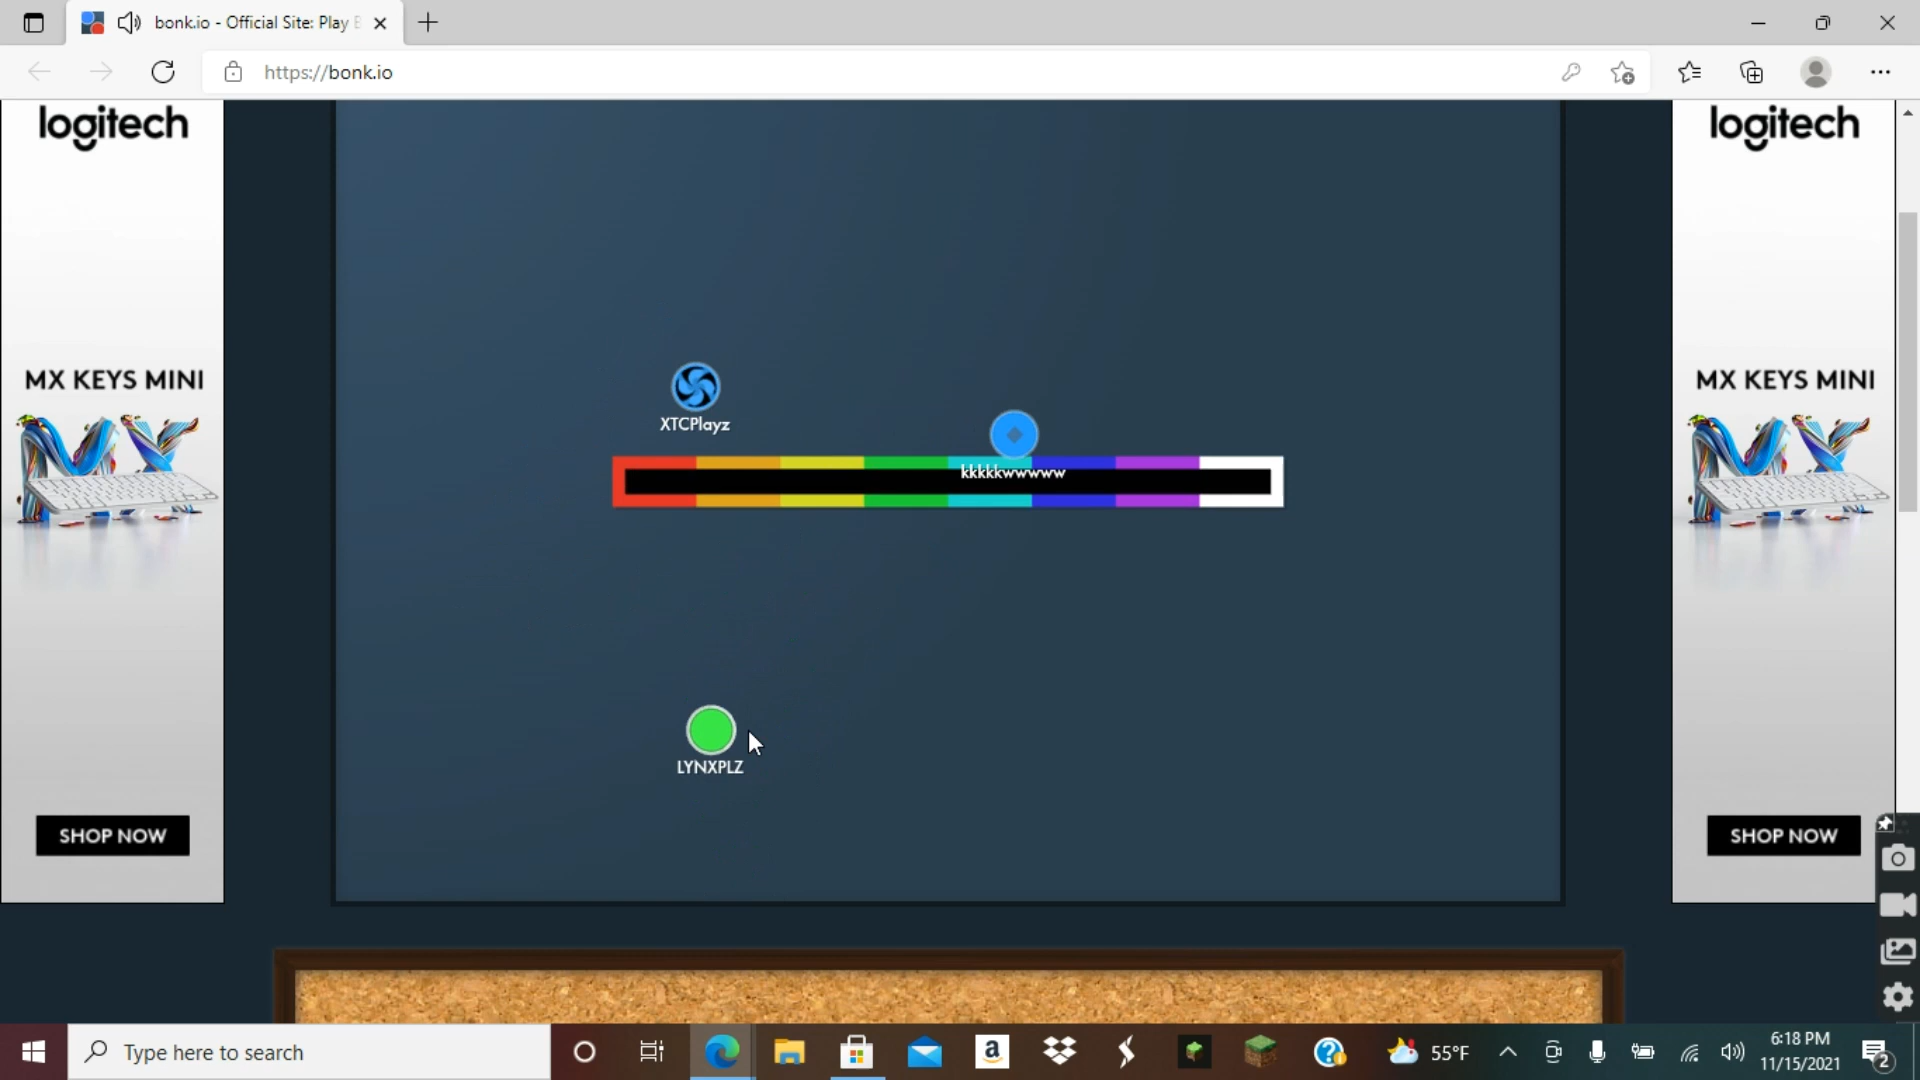 bonk.io - Official Site: Play B
https://bonk.io
logitech
logitech
MX KEYS MINI
MX KEYS MINI
XTCPlayz
kkkkkwwwww
LYNXPLZ
SHOP NOW
SHOP NOW
Type here to search
55°F
6:18 PM
11/15/2021
2